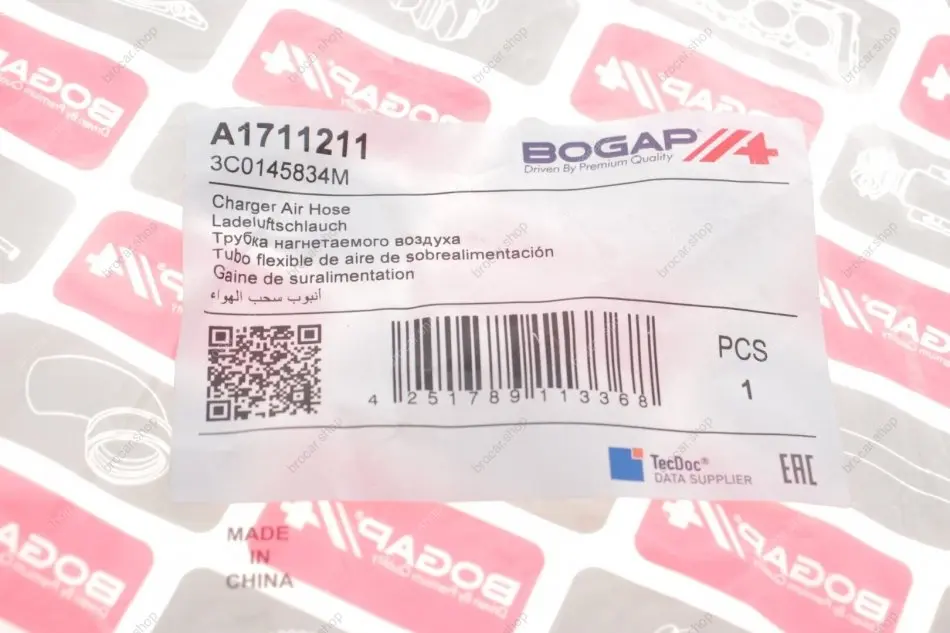 A1711211
3C0145834M
BOGAP
Driven By Premium Quality
Charger Air Hose
Ladeluftschlauch
Трубка нагнетаемого воздуха
Tubo flexible de aire de sobrealimentación
Gaine de suralimentation
أنبوب سحب الهواء
4 251789 113368
PCS
1
TecDoc®
DATA SUPPLIER
EAC
MADE
IN
CHINA
brocar.shop